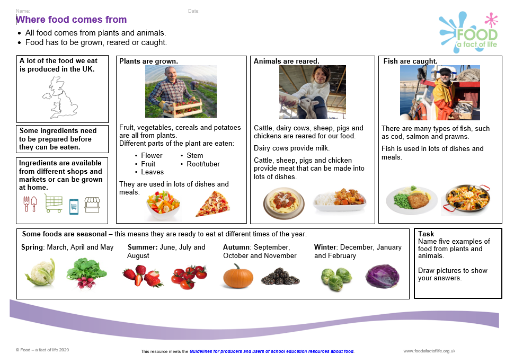 Name:
Date
Where food comes from
• All food comes from plants and animals.
• Food has to be grown, reared or caught.
FOOD
a fact of life
A lot of the food we eat
is produced in the UK.
Some ingredients need
to be prepared before
they can be eaten.
Ingredients are available
from different shops and
markets or can be grown
at home.
Plants are grown.
Fruit, vegetables, cereals and potatoes
are all from plants.
Different parts of the plant are eaten:
• Flower
• Fruit
• Leaves
• Stem
• Root/tuber
They are used in lots of dishes and
meals.
Animals are reared.
Cattle, dairy cows, sheep, pigs and
chickens are reared for our food
Dairy cows provide milk.
Cattle, sheep, pigs and chicken
provide meat that can be made into
lots of dishes
Fish are caught.
There are many types of fish, such
as cod, salmon and prawns.
Fish is used in lots of dishes and
meals.
Some foods are seasonal – this means they are ready to eat at different times of the year
Spring: March, April and May
Summer: June, July and
August
Autumn: September,
October and November
Winter: December, January
and February
Task
Name five examples of
food from plants and
animals.
Draw pictures to show
your answers
© Food – a fact of life 2020
This resource meets the Guidelines for producers and users of school education resources about food
www.foodafactoflife.org.uk